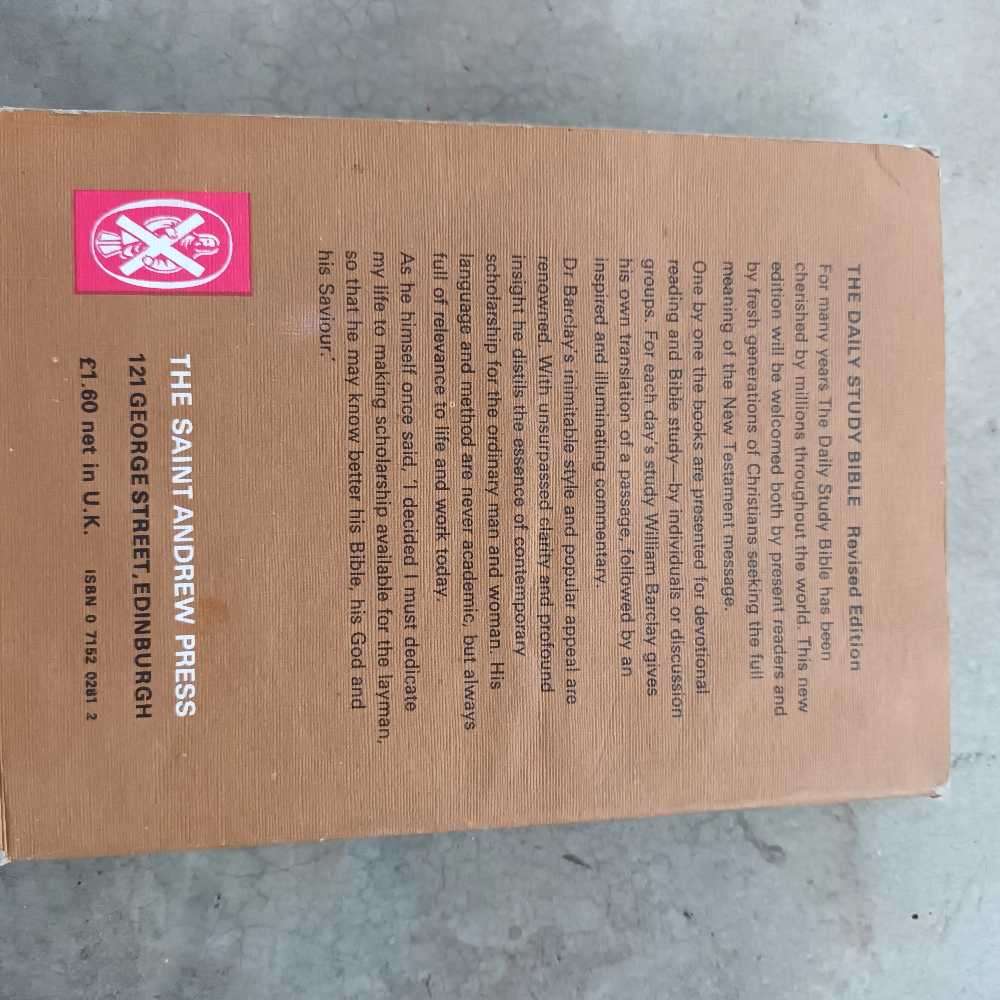 THE DAILY STUDY BIBLE Revised Edition
For many years The Daily Study Bible has been
cherished by millions throughout the world. This new
edition will be welcomed both by present readers and
by fresh generations of Christians seeking the full
meaning of the New Testament message.
One by one the books are presented for devotional
reading and Bible study—by individuals or discussion
groups. For each day's study William Barclay gives
his own translation of a passage, followed by an
inspired and illuminating commentary.
Dr Barclay's inimitable style and popular appeal are
renowned. With unsurpassed clarity and profound
insight he distils the essence of contemporary
scholarship for the ordinary man and woman. His
language and method are never academic, but always
full of relevance to life and work today.
As he himself once said, 'I decided I must dedicate
my life to making scholarship available for the layman,
so that he may know better his Bible, his God and
his Saviour.'
THE SAINT ANDREW PRESS
121 GEORGE STREET, EDINBURGH
£1.60 net in U.K. ISBN 0 7152 0281 2